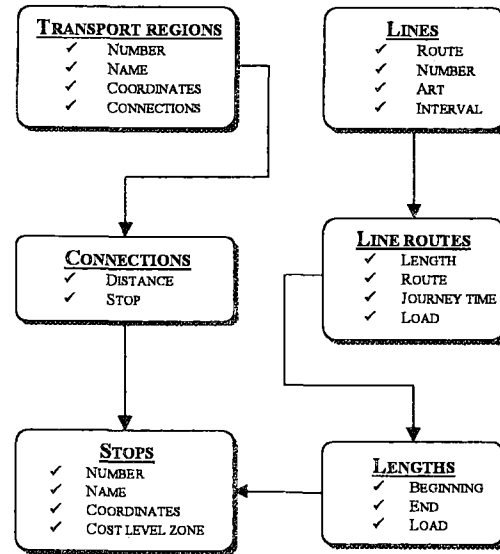 TRANSPORT REGIONS
✓ NUMBER
✓ NAME
✓ COORDINATES
✓ CONNECTIONS
LINES
✓ ROUTE
✓ NUMBER
✓ ART
✓ INTERVAL
CONNECTIONS
✓ DISTANCE
✓ STOP
LINE ROUTES
✓ LENGTH
✓ ROUTE
✓ JOURNEY TIME
✓ LOAD
STOPS
✓ NUMBER
✓ NAME
✓ COORDINATES
✓ COST LEVEL ZONE
LENGTHS
✓ BEGINNING
✓ END
✓ LOAD